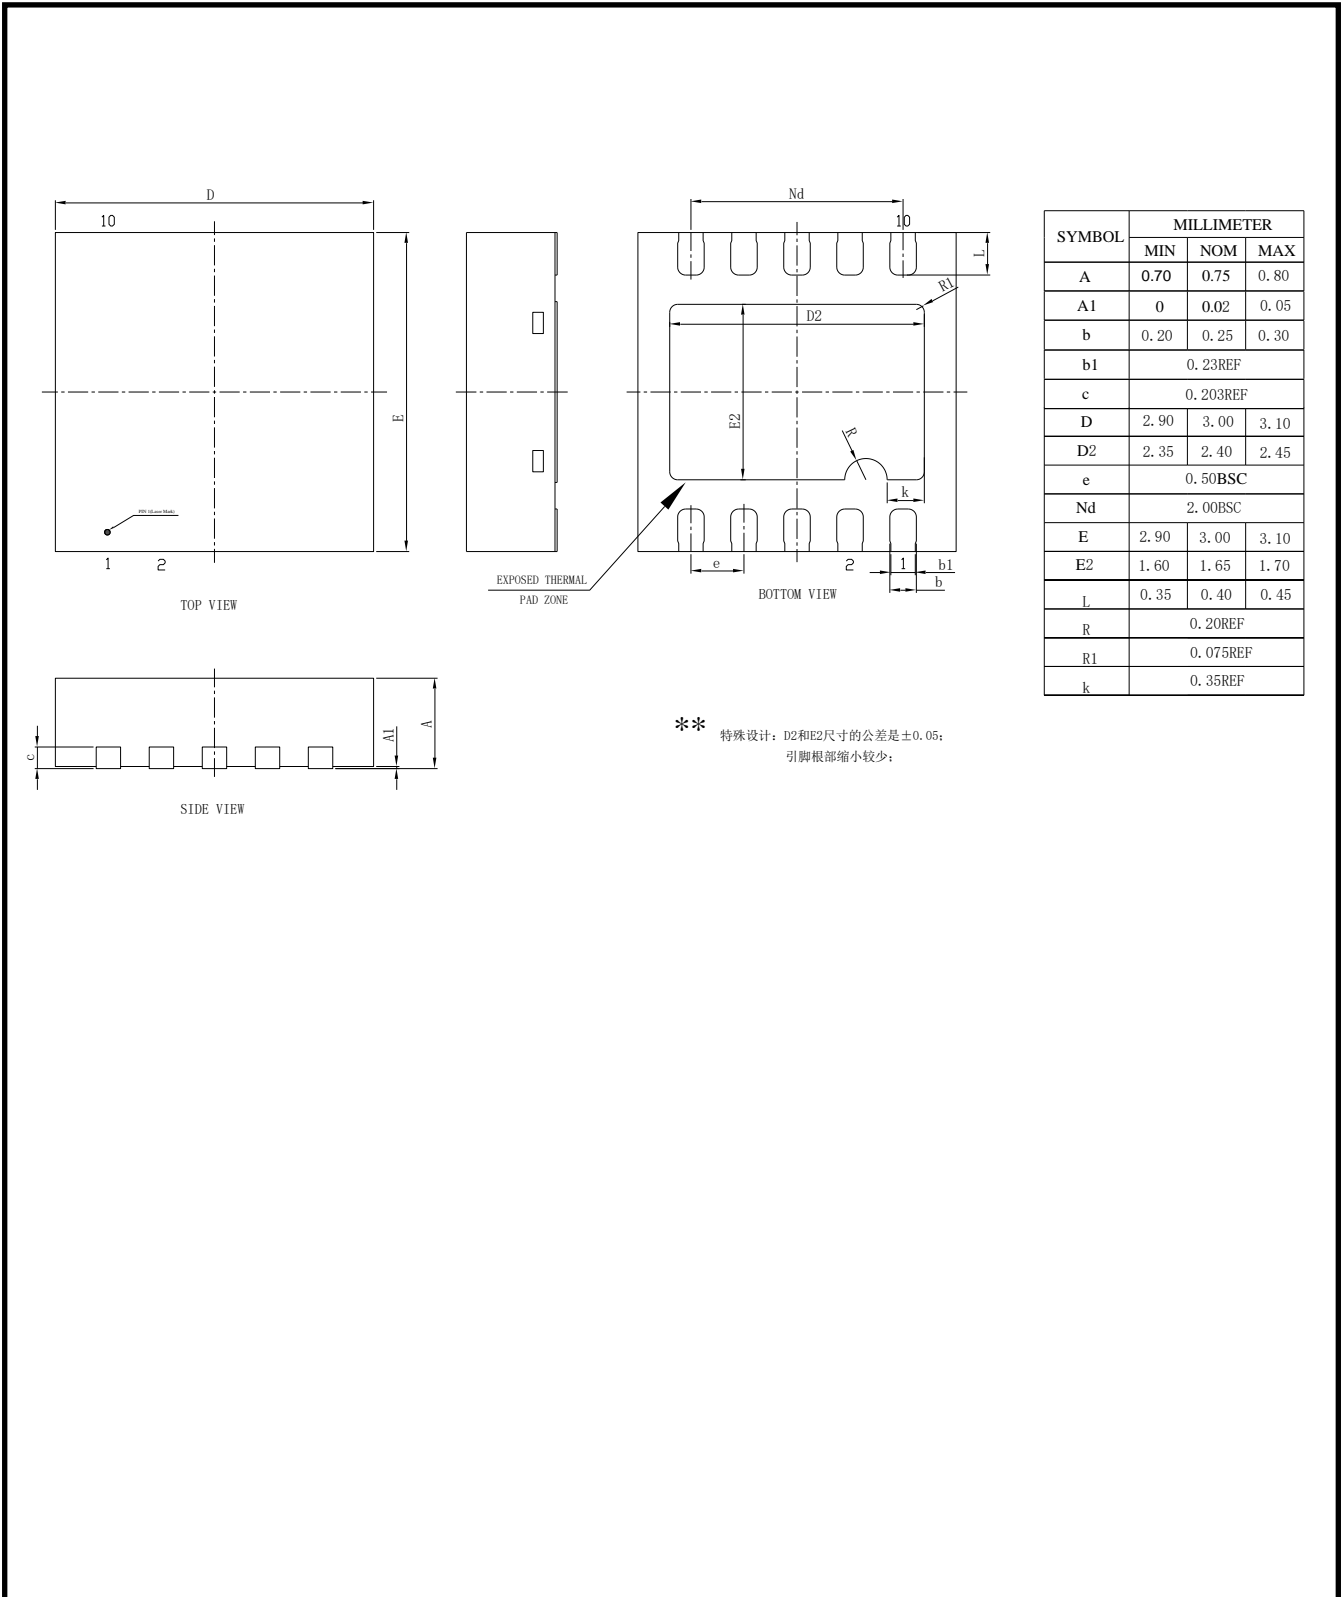 D
10
E
PIN 1(Laser Mark)
1 2
TOP VIEW
EXPOSED THERMAL
PAD ZONE
Nd
10
L
R1
D2
E2
R
k
e
2 1
b1
b
BOTTOM VIEW
c
A1
A
SIDE VIEW
** 特殊设计：D2和E2尺寸的公差是±0.05；
引脚根部缩小较少；
SYMBOL MILLIMETER
MIN NOM MAX
A 0.70 0.75 0.80
A1 0 0.02 0.05
b 0.20 0.25 0.30
b1 0.23REF
c 0.203REF
D 2.90 3.00 3.10
D2 2.35 2.40 2.45
e 0.50BSC
Nd 2.00BSC
E 2.90 3.00 3.10
E2 1.60 1.65 1.70
L 0.35 0.40 0.45
R 0.20REF
R1 0.075REF
k 0.35REF